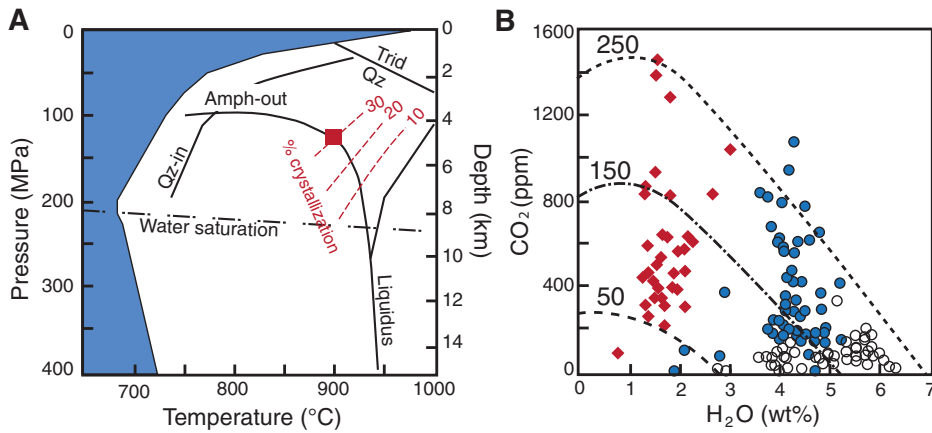 A
0
100
200
300
400
Pressure (MPa)
700
800
900
1000
Temperature (°C)
0
2
4
6
8
10
12
14
Depth (km)
Trid
Qz
Amph-out
Qz-in
30
20
10
% crystallization
Water saturation
Liquidus
B
1600
1200
800
400
0
CO₂ (ppm)
0
1
2
3
4
5
6
7
H₂O (wt%)
250
150
50